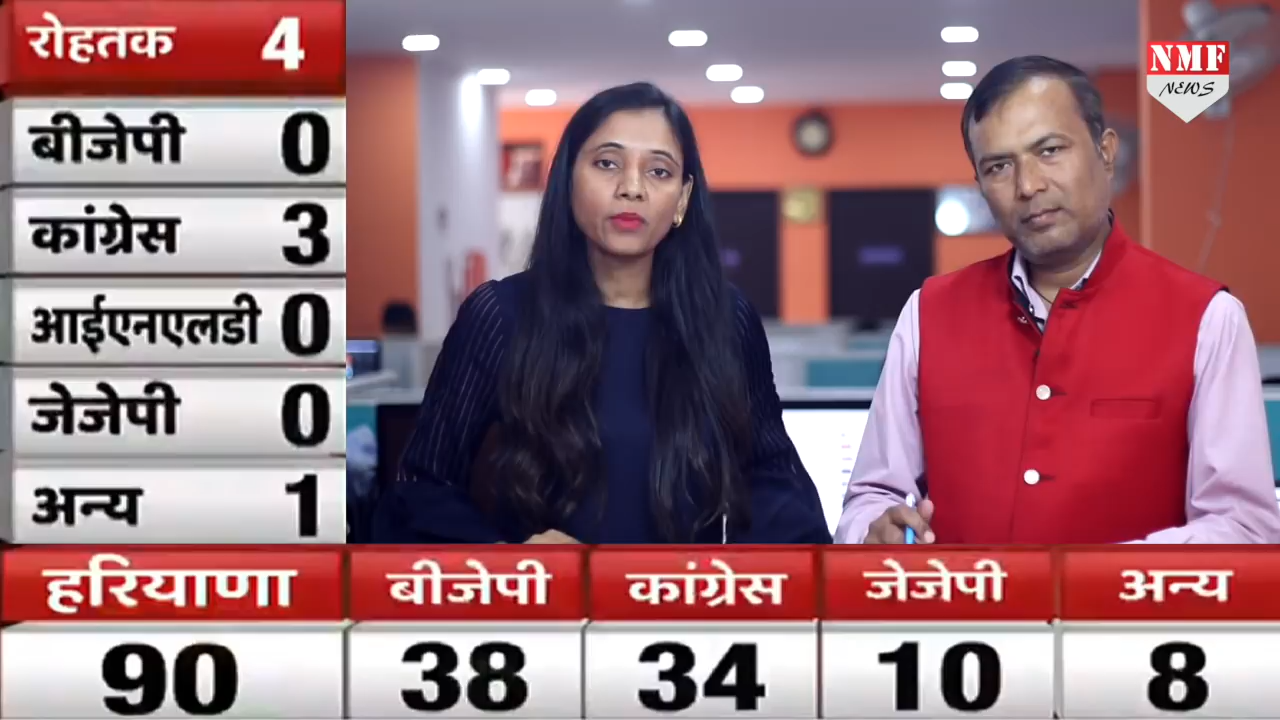 रोहतक 4
बीजेपी 0
कांग्रेस 3
आईएनएलडी 0
जेजेपी 0
अन्य 1
NMF
NEWS
हरियाणा बीजेपी कांग्रेस जेजेपी अन्य
90 38 34 10 8